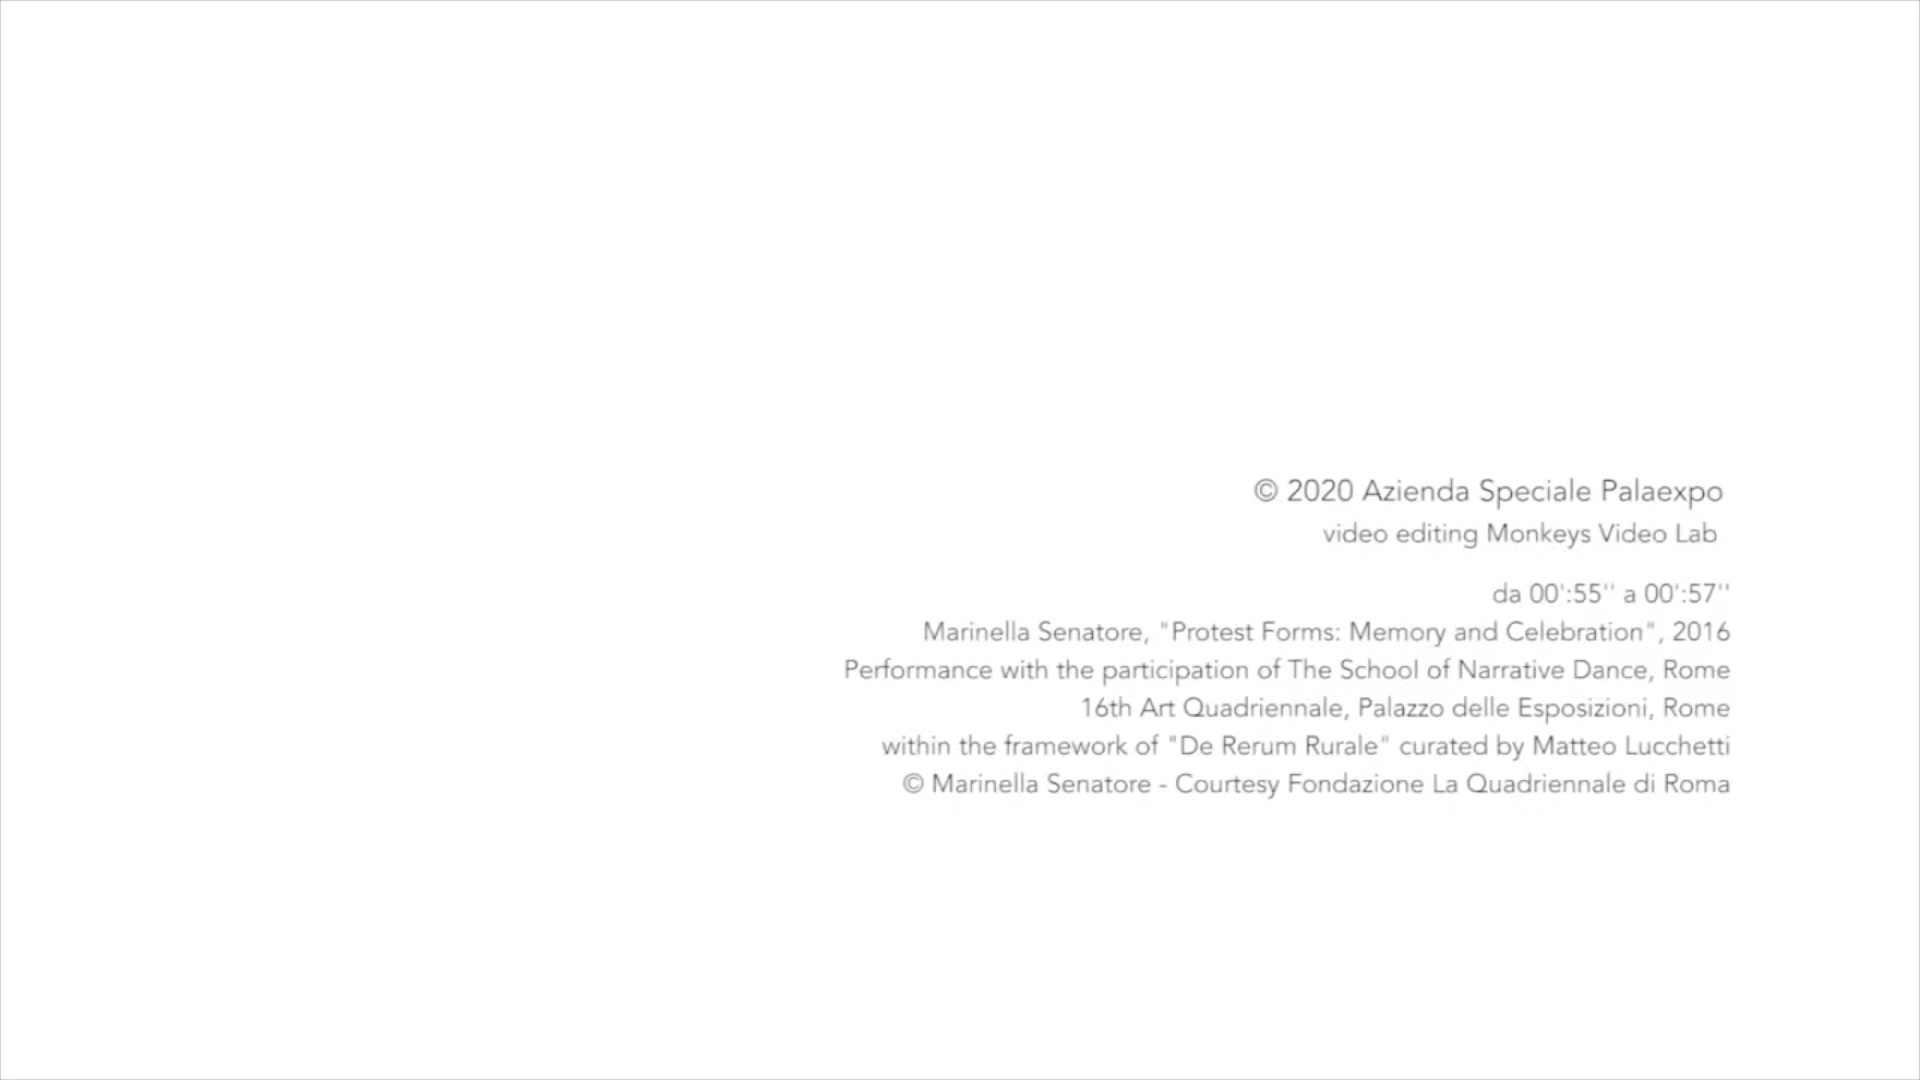 © 2020 Azienda Speciale Palaexpo
video editing Monkeys Video Lab
da 00':55'' a 00':57''
Marinella Senatore, "Protest Forms: Memory and Celebration", 2016
Performance with the participation of The School of Narrative Dance, Rome
16th Art Quadriennale, Palazzo delle Esposizioni, Rome
within the framework of "De Rerum Rurale" curated by Matteo Lucchetti
© Marinella Senatore - Courtesy Fondazione La Quadriennale di Roma